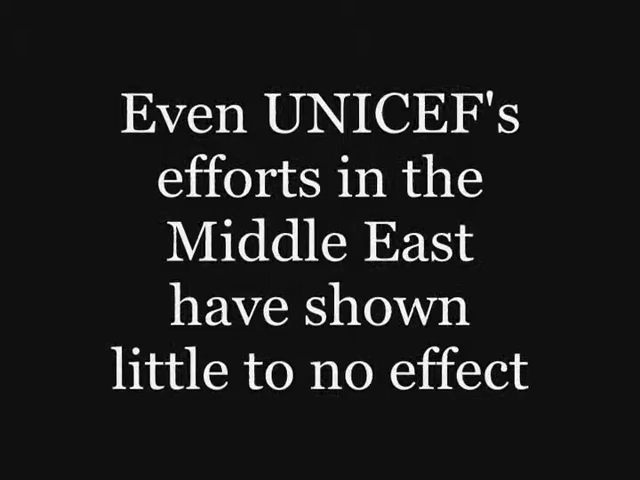 Even UNICEF's
efforts in the
Middle East
have shown
little to no effect